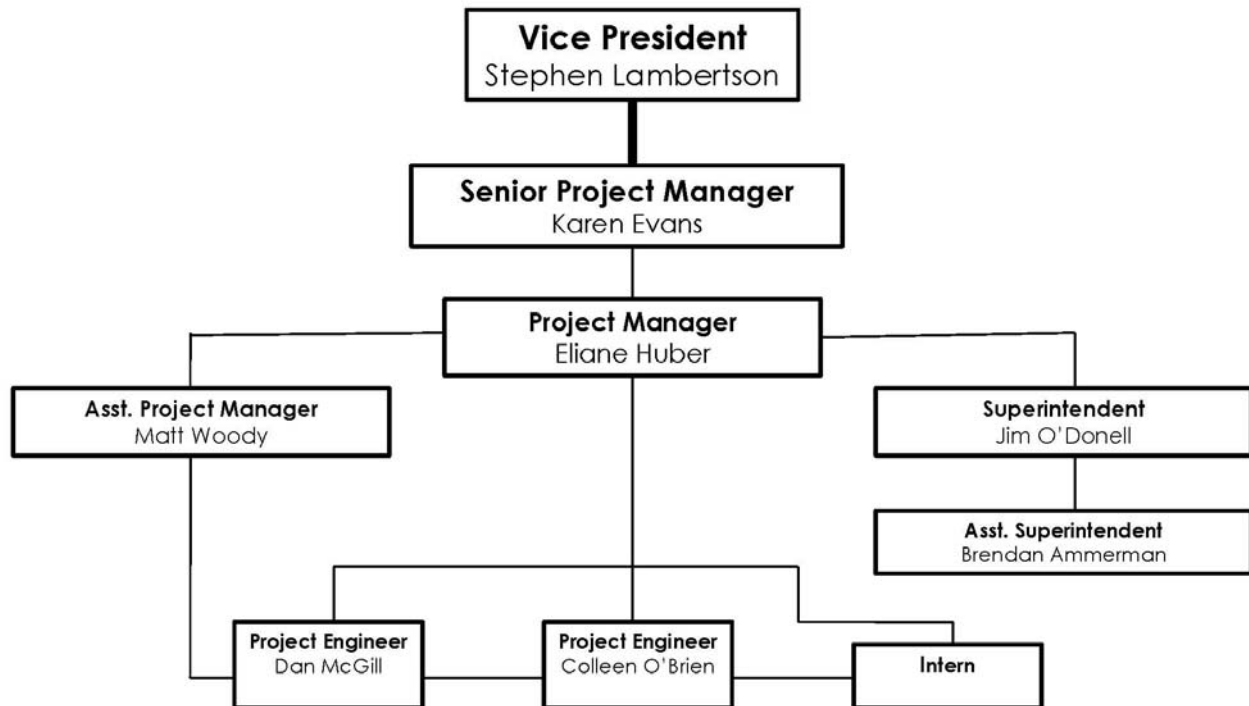 Vice President
Stephen Lambertson
Senior Project Manager
Karen Evans
Project Manager
Eliane Huber
Asst. Project Manager
Matt Woody
Superintendent
Jim O'Donell
Asst. Superintendent
Brendan Ammerman
Project Engineer
Dan McGill
Project Engineer
Colleen O'Brien
Intern